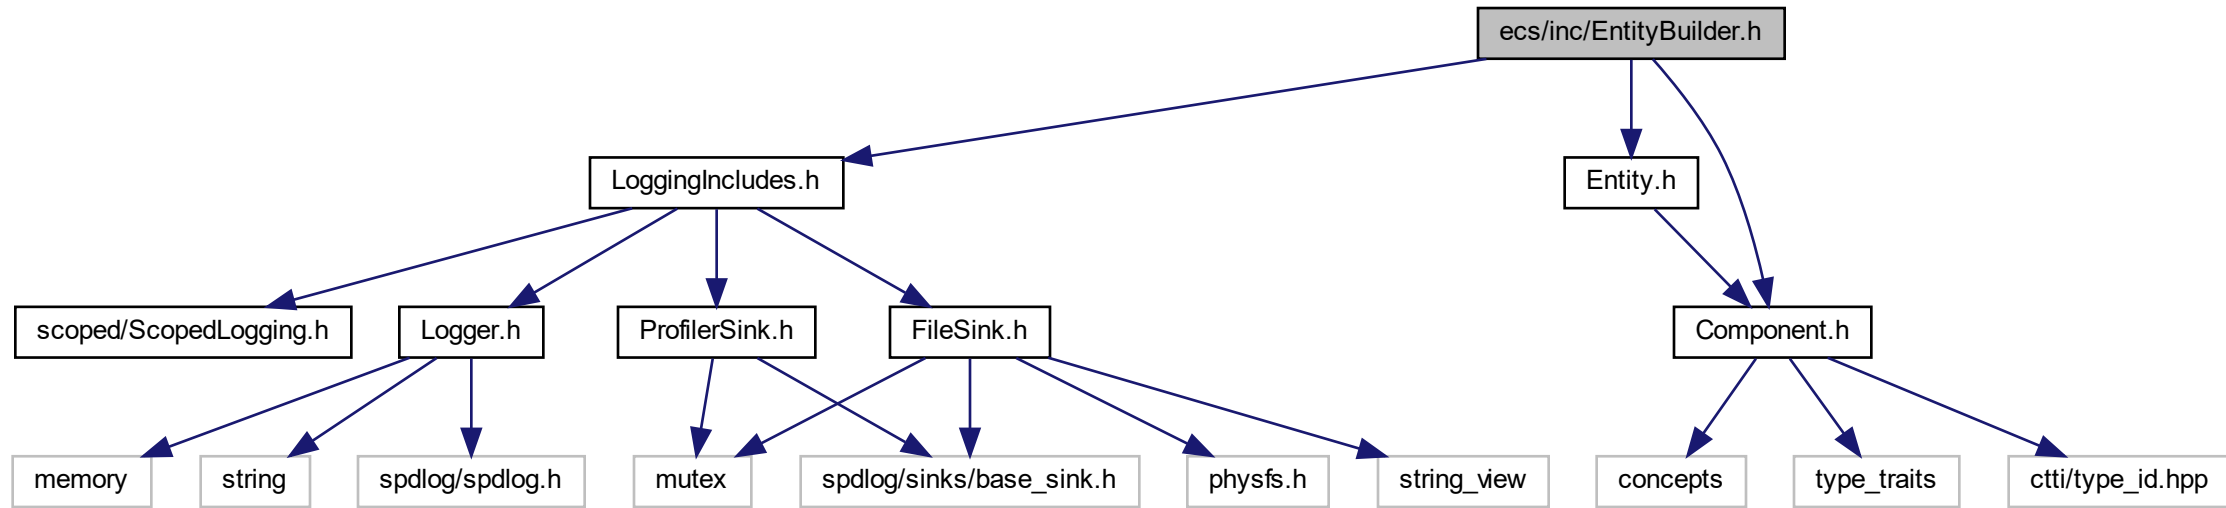 ecs/inc/EntityBuilder.h
LoggingIncludes.h
Entity.h
scoped/ScopedLogging.h
Logger.h
ProfilerSink.h
FileSink.h
Component.h
memory
string
spdlog/spdlog.h
mutex
spdlog/sinks/base_sink.h
physfs.h
string_view
concepts
type_traits
ctti/type_id.hpp